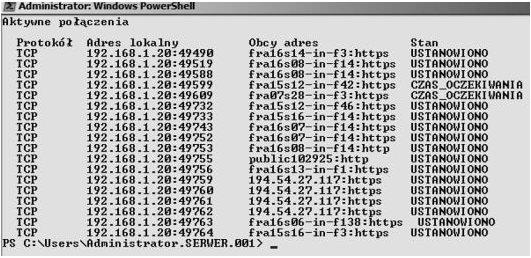 Administrator: Windows PowerShell
Aktywne połączenia
Protokół Adres lokalny Obcy adres Stan
TCP 192.168.1.20:49490 fra16s14-in-f3:https USTANOWIONO
TCP 192.168.1.20:49519 fra16s08-in-f14:https USTANOWIONO
TCP 192.168.1.20:49588 fra16s08-in-f14:https USTANOWIONO
TCP 192.168.1.20:49599 fra15s12-in-f42:https CZAS_OCZEKIWANIA
TCP 192.168.1.20:49609 fra07s28-in-f3:https CZAS_OCZEKIWANIA
TCP 192.168.1.20:49732 fra15s12-in-f46:https USTANOWIONO
TCP 192.168.1.20:49733 fra15s16-in-f14:https USTANOWIONO
TCP 192.168.1.20:49743 fra16s07-in-f14:https USTANOWIONO
TCP 192.168.1.20:49752 fra16s07-in-f14:https USTANOWIONO
TCP 192.168.1.20:49753 fra16s08-in-f14:http USTANOWIONO
TCP 192.168.1.20:49755 public102925:http USTANOWIONO
TCP 192.168.1.20:49756 fra16s13-in-f1:https USTANOWIONO
TCP 192.168.1.20:49759 194.54.27.117:https USTANOWIONO
TCP 192.168.1.20:49760 194.54.27.117:https USTANOWIONO
TCP 192.168.1.20:49761 194.54.27.117:https USTANOWIONO
TCP 192.168.1.20:49762 194.54.27.117:https USTANOWIONO
TCP 192.168.1.20:49763 fra16s06-in-f138:https USTANOWIONO
TCP 192.168.1.20:49764 fra15s16-in-f3:https USTANOWIONO
PS C:\Users\Administrator.SERWER.001> _